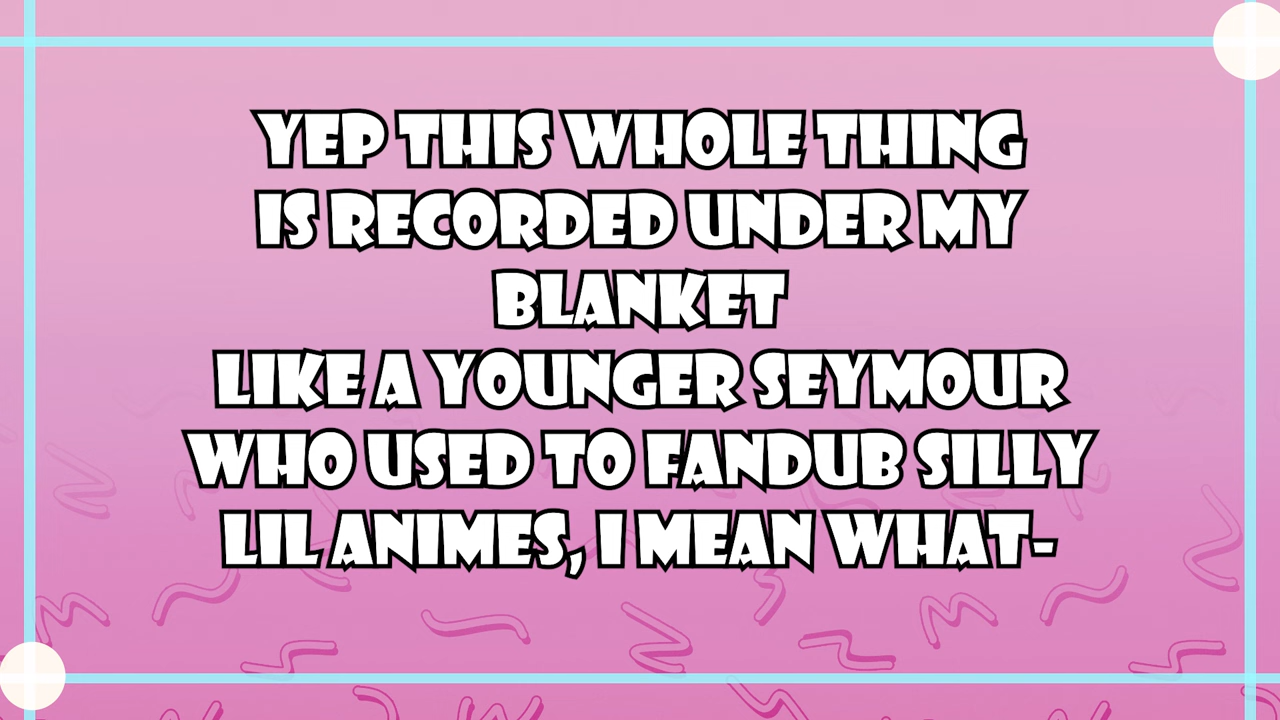 YEP THIS WHOLE THING
IS RECORDED UNDER MY
BLANKET
LIKE A YOUNGER SEYMOUR
WHO USED TO FANDUB SILLY
LIL ANIMES, I MEAN WHAT-